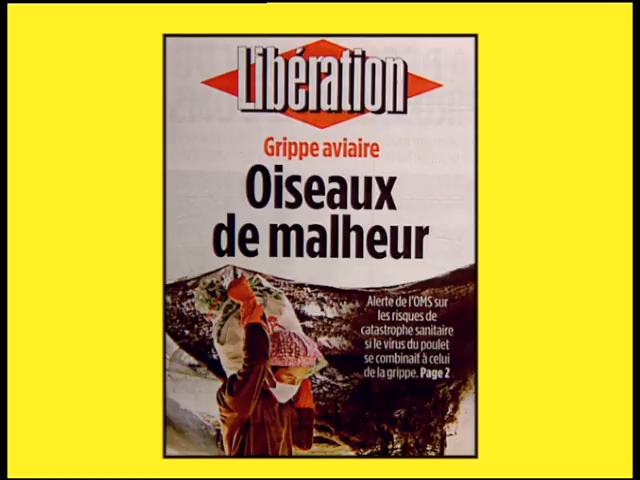 Libération
Grippe aviaire
Oiseaux
de malheur
Alerte de l'OMS sur
les risques de
catastrophe sanitaire
si le virus du poulet
se combinait à celui
de la grippe. Page 2